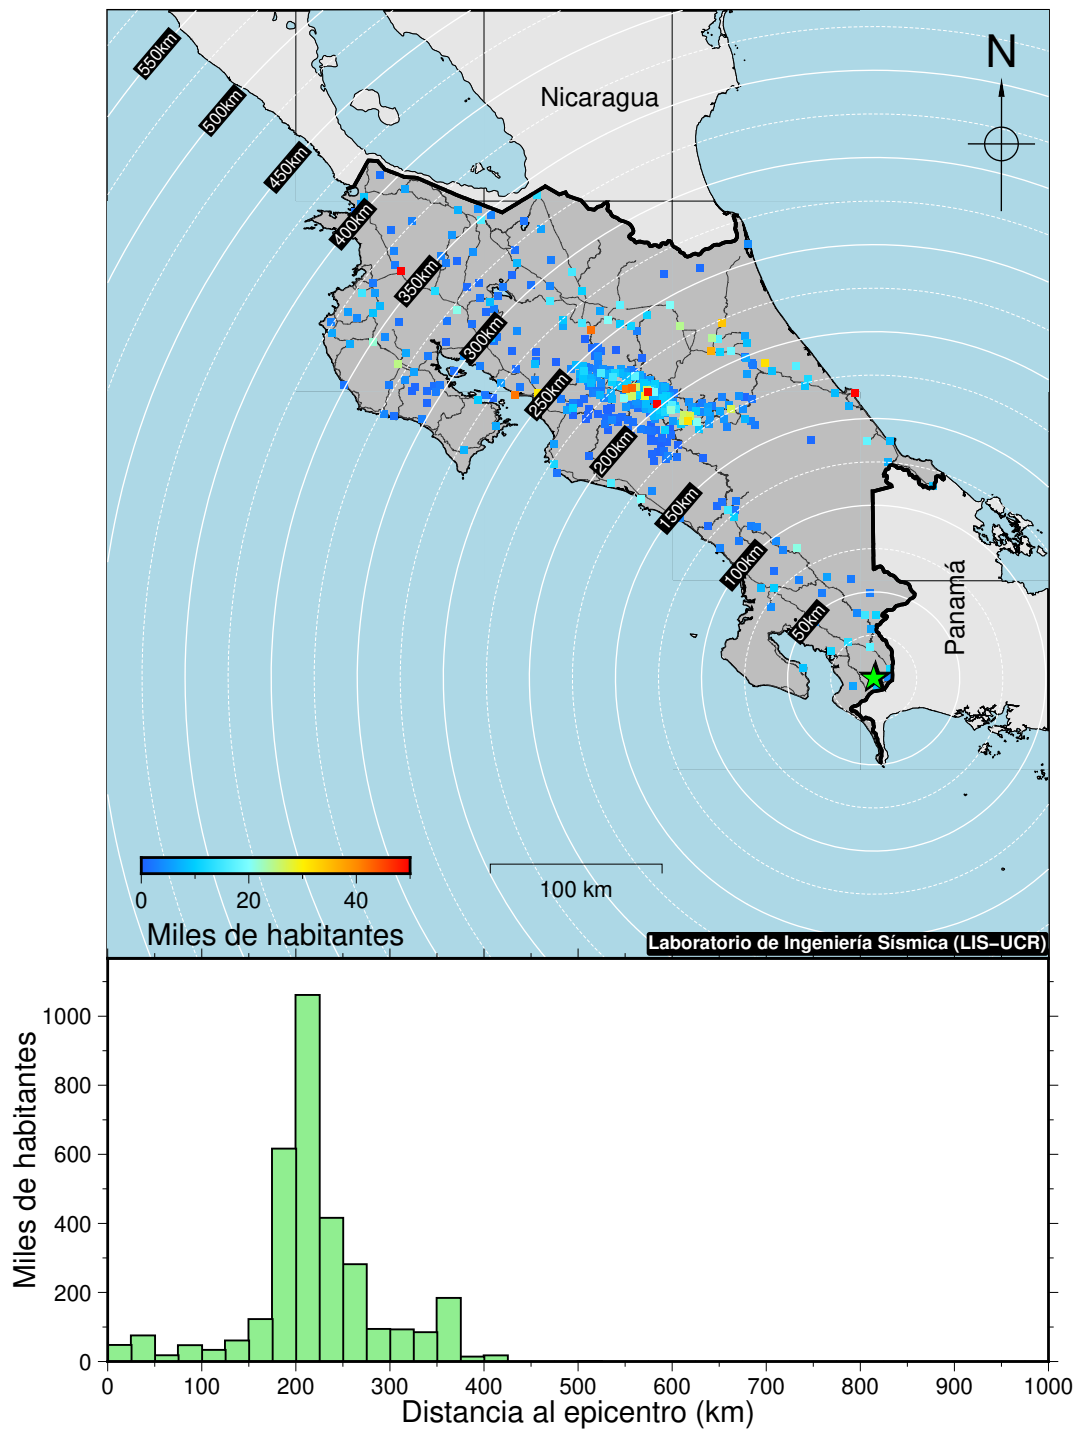 Nicaragua
N
550km
500km
450km
400km
350km
300km
250km
200km
150km
100km
50km
Panamá
0 20 40
Miles de habitantes
100 km
Laboratorio de Ingeniería Sísmica (LIS−UCR)
Miles de habitantes
1000
800
600
400
200
0
0 100 200 300 400 500 600 700 800 900 1000
Distancia al epicentro (km)